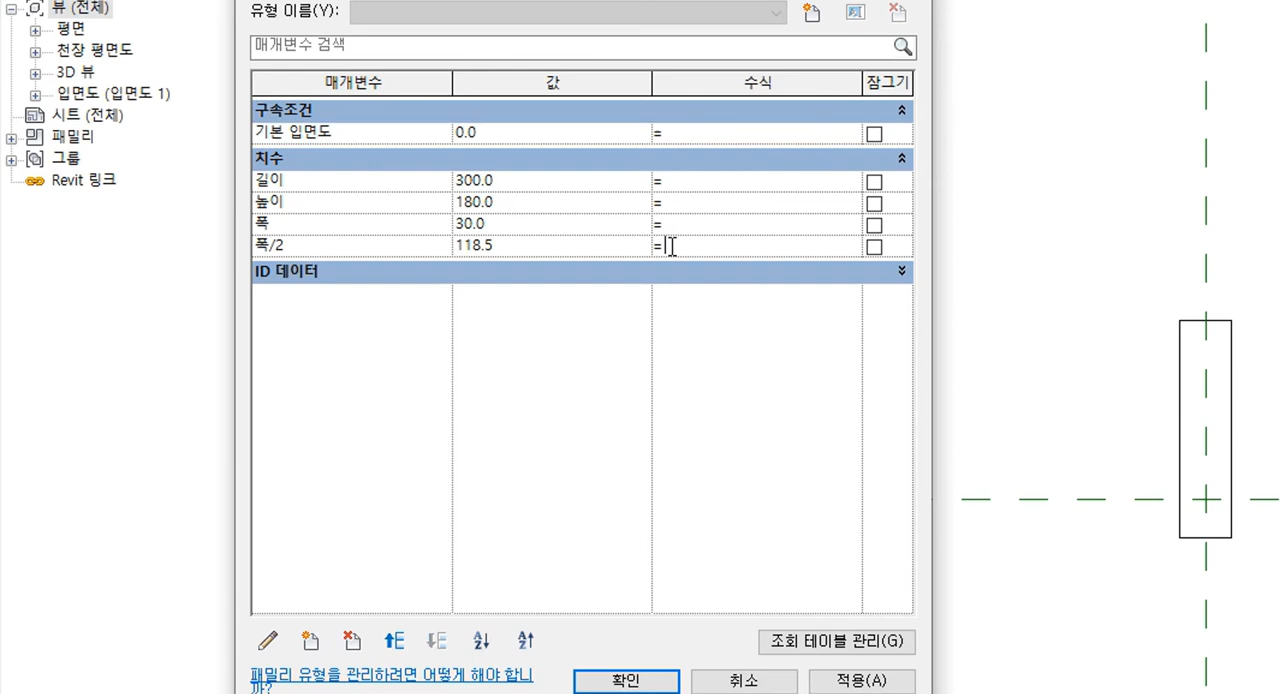 뷰 (전체)
평면
천장 평면도
3D 뷰
입면도 (입면도 1)
시트 (전체)
패밀리
그룹
Revit 링크
유형 이름(Y):
매개변수 검색
매개변수 값 수식 잠그기
구속조건
기본 입면도 0.0 =
치수
길이 300.0 =
높이 180.0 =
폭 30.0 =
폭/2 118.5 =
ID 데이터
조회 테이블 관리(G)
패밀리 유형을 관리하려면 어떻게 해야 합니
까?
확인 취소 적용(A)